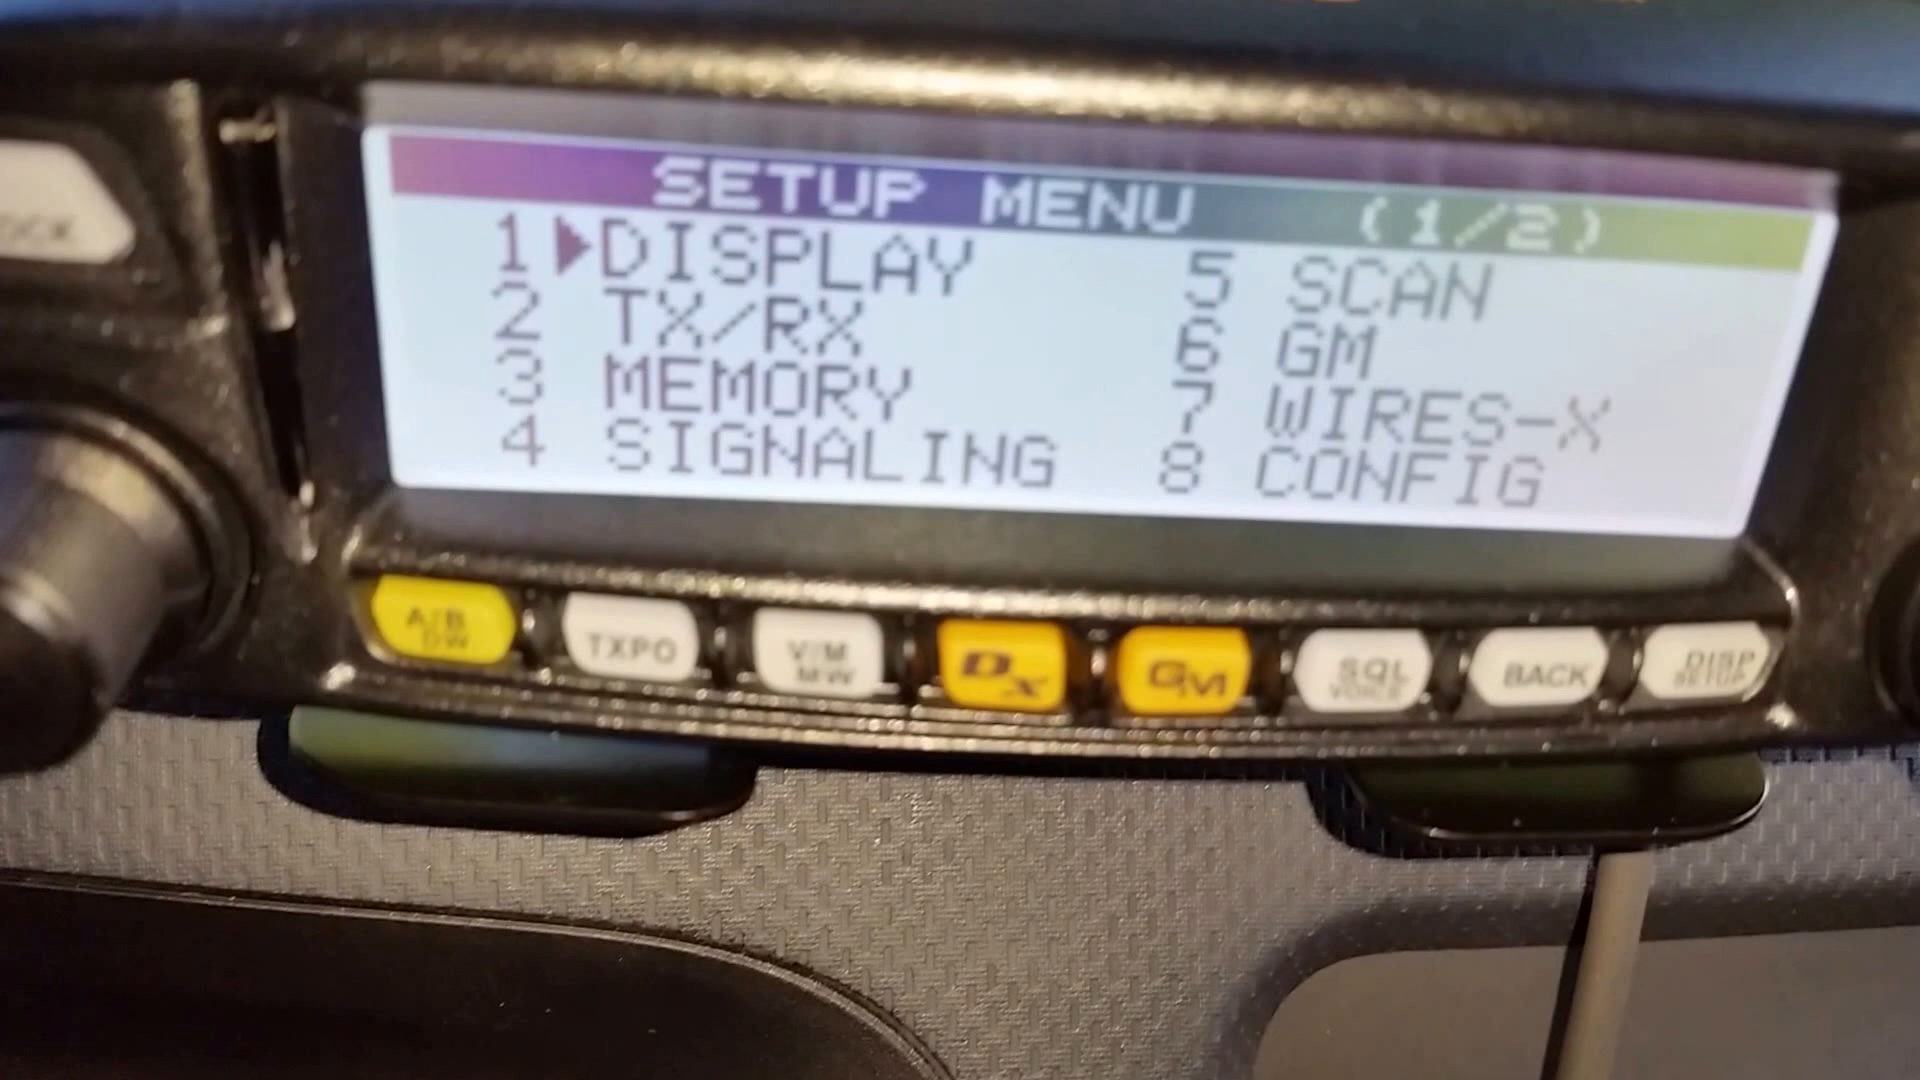 SETUP MENU (1/2)
1 DISPLAY
2 TX/RX
3 MEMORY
4 SIGNALING
5 SCAN
6 GM
7 WIRES-X
8 CONFIG
A/B
DW
TXPO
V/M
MW
DX
GM
SQL
VOICE
BACK
DISP
SETUP